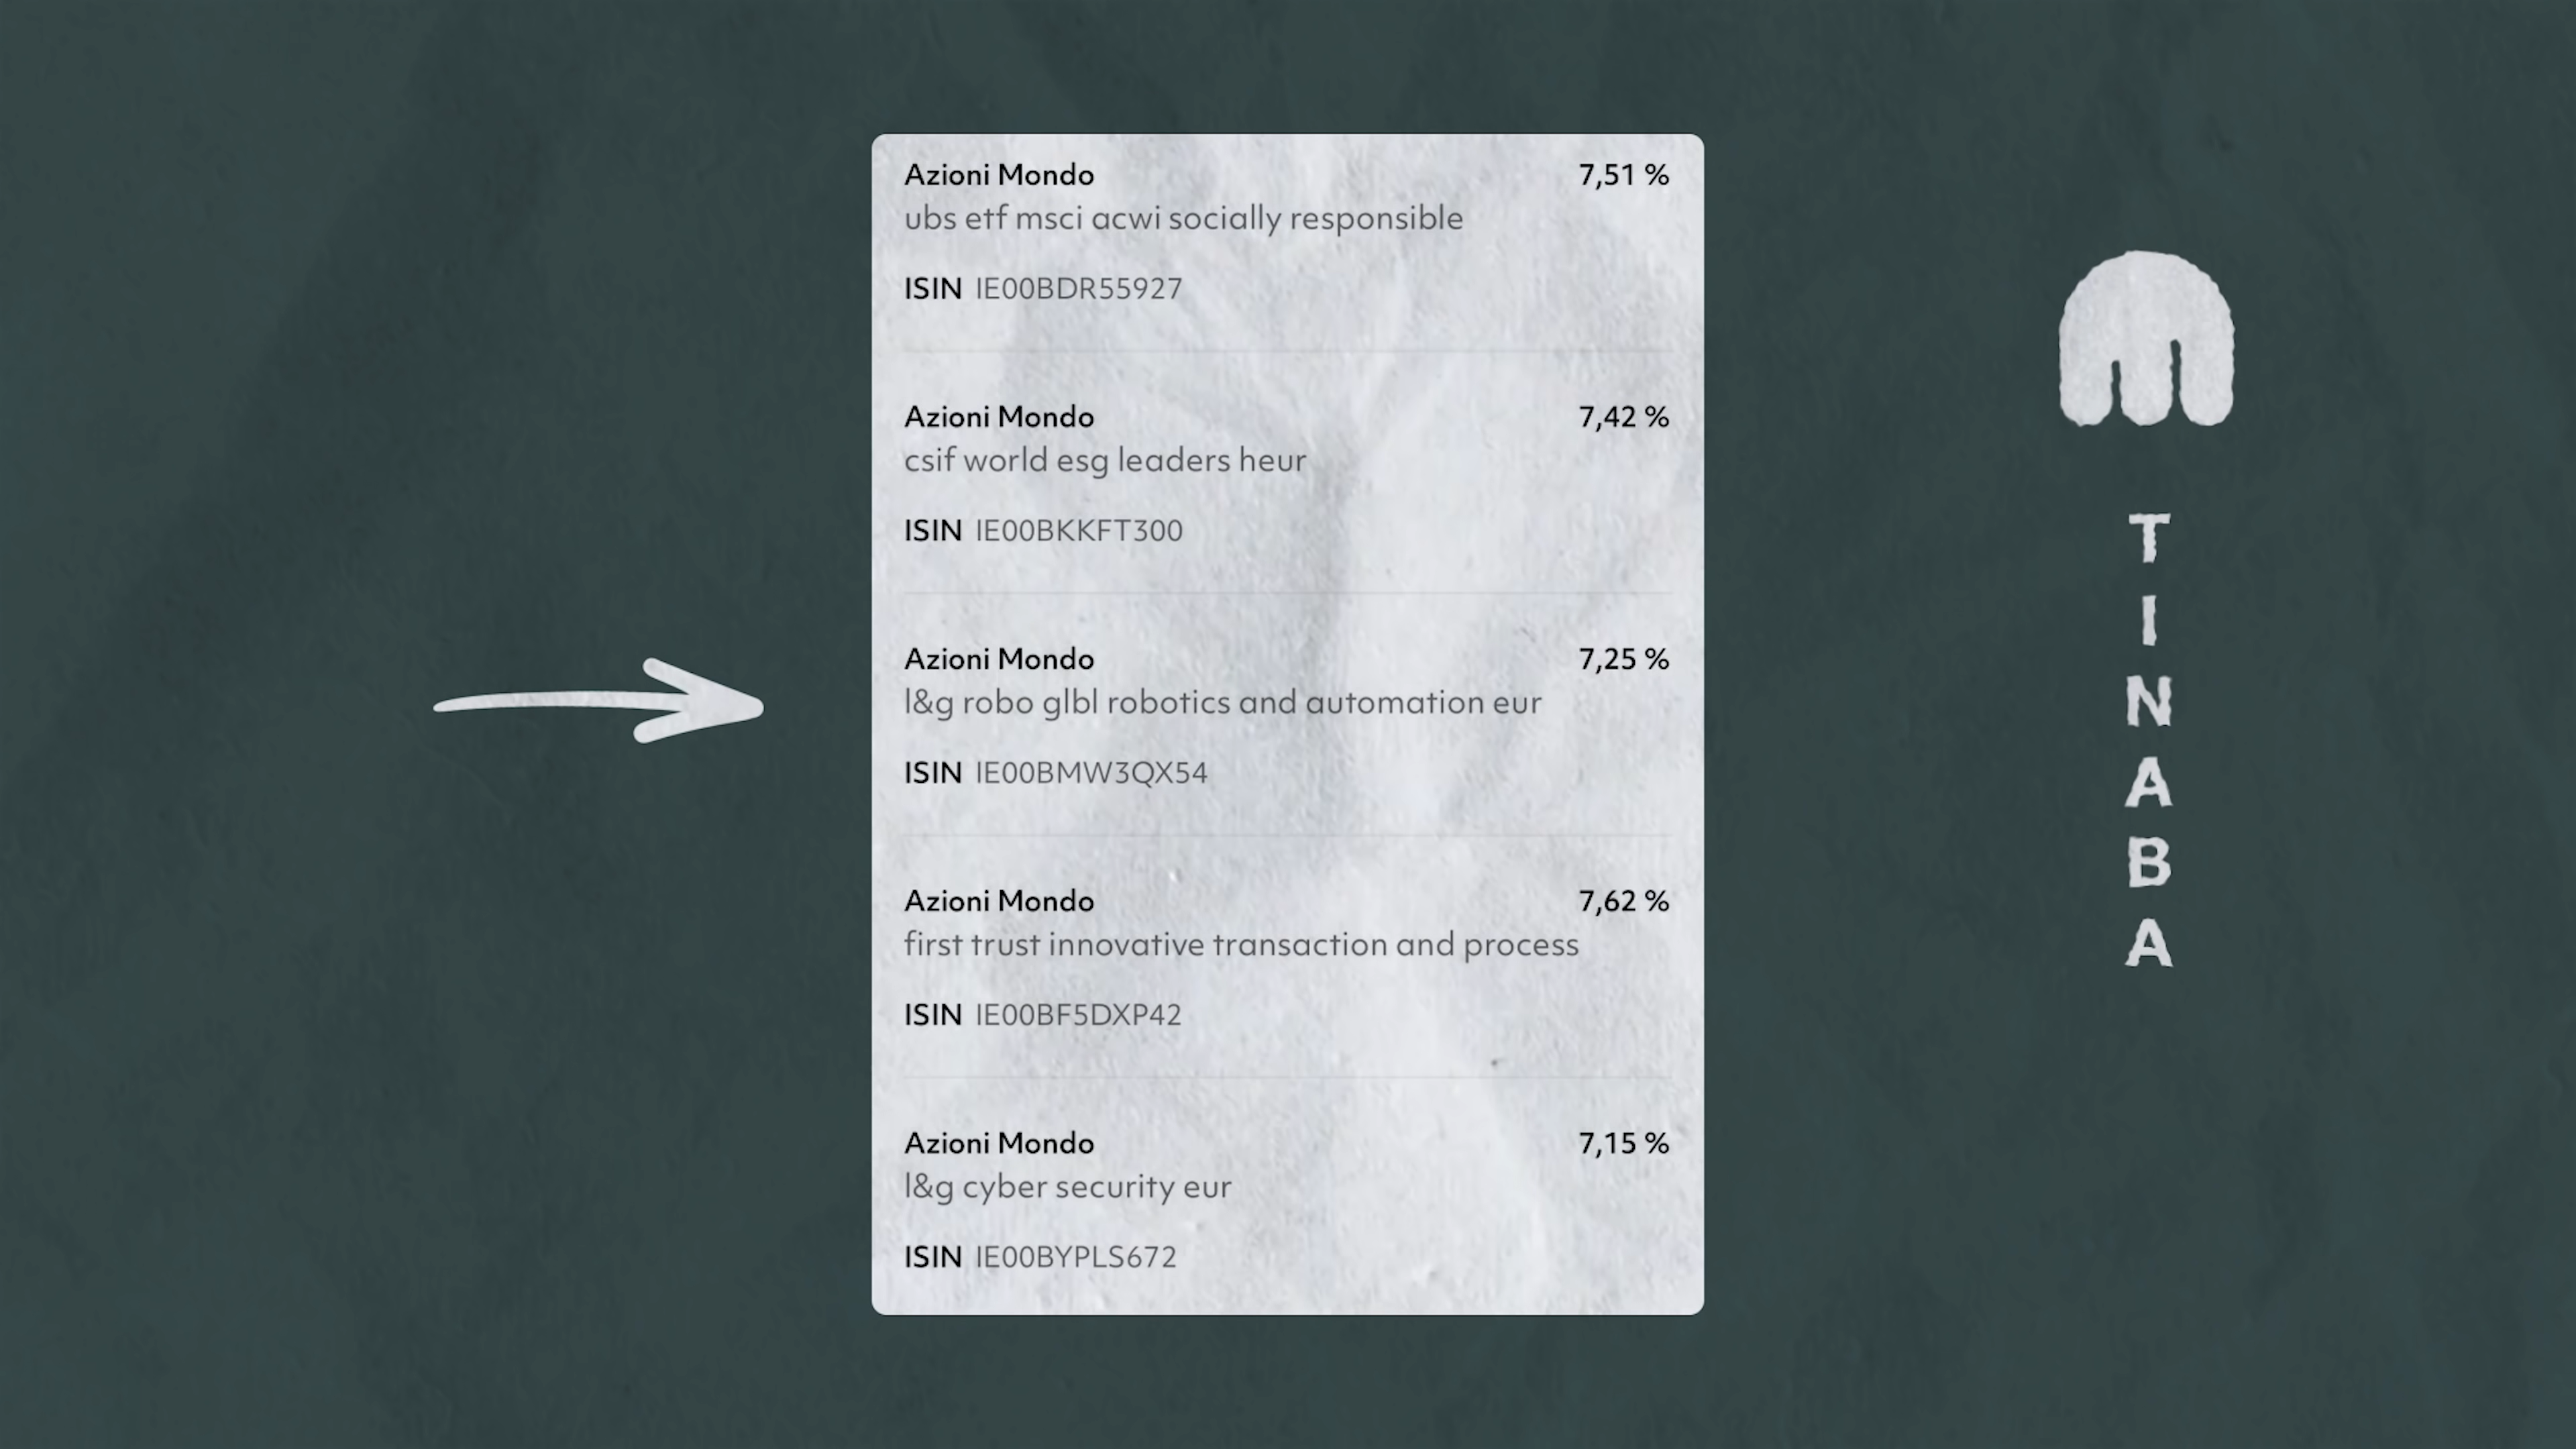 Azioni Mondo 7,51 %
ubs etf msci acwi socially responsible
ISIN IE00BDR55927
Azioni Mondo 7,42 %
csif world esg leaders heur
ISIN IE00BKKFT300
Azioni Mondo 7,25 %
l&g robo glbl robotics and automation eur
ISIN IE00BMW3QX54
Azioni Mondo 7,62 %
first trust innovative transaction and process
ISIN IE00BF5DXP42
Azioni Mondo 7,15 %
l&g cyber security eur
ISIN IE00BYPLS672
TINABA